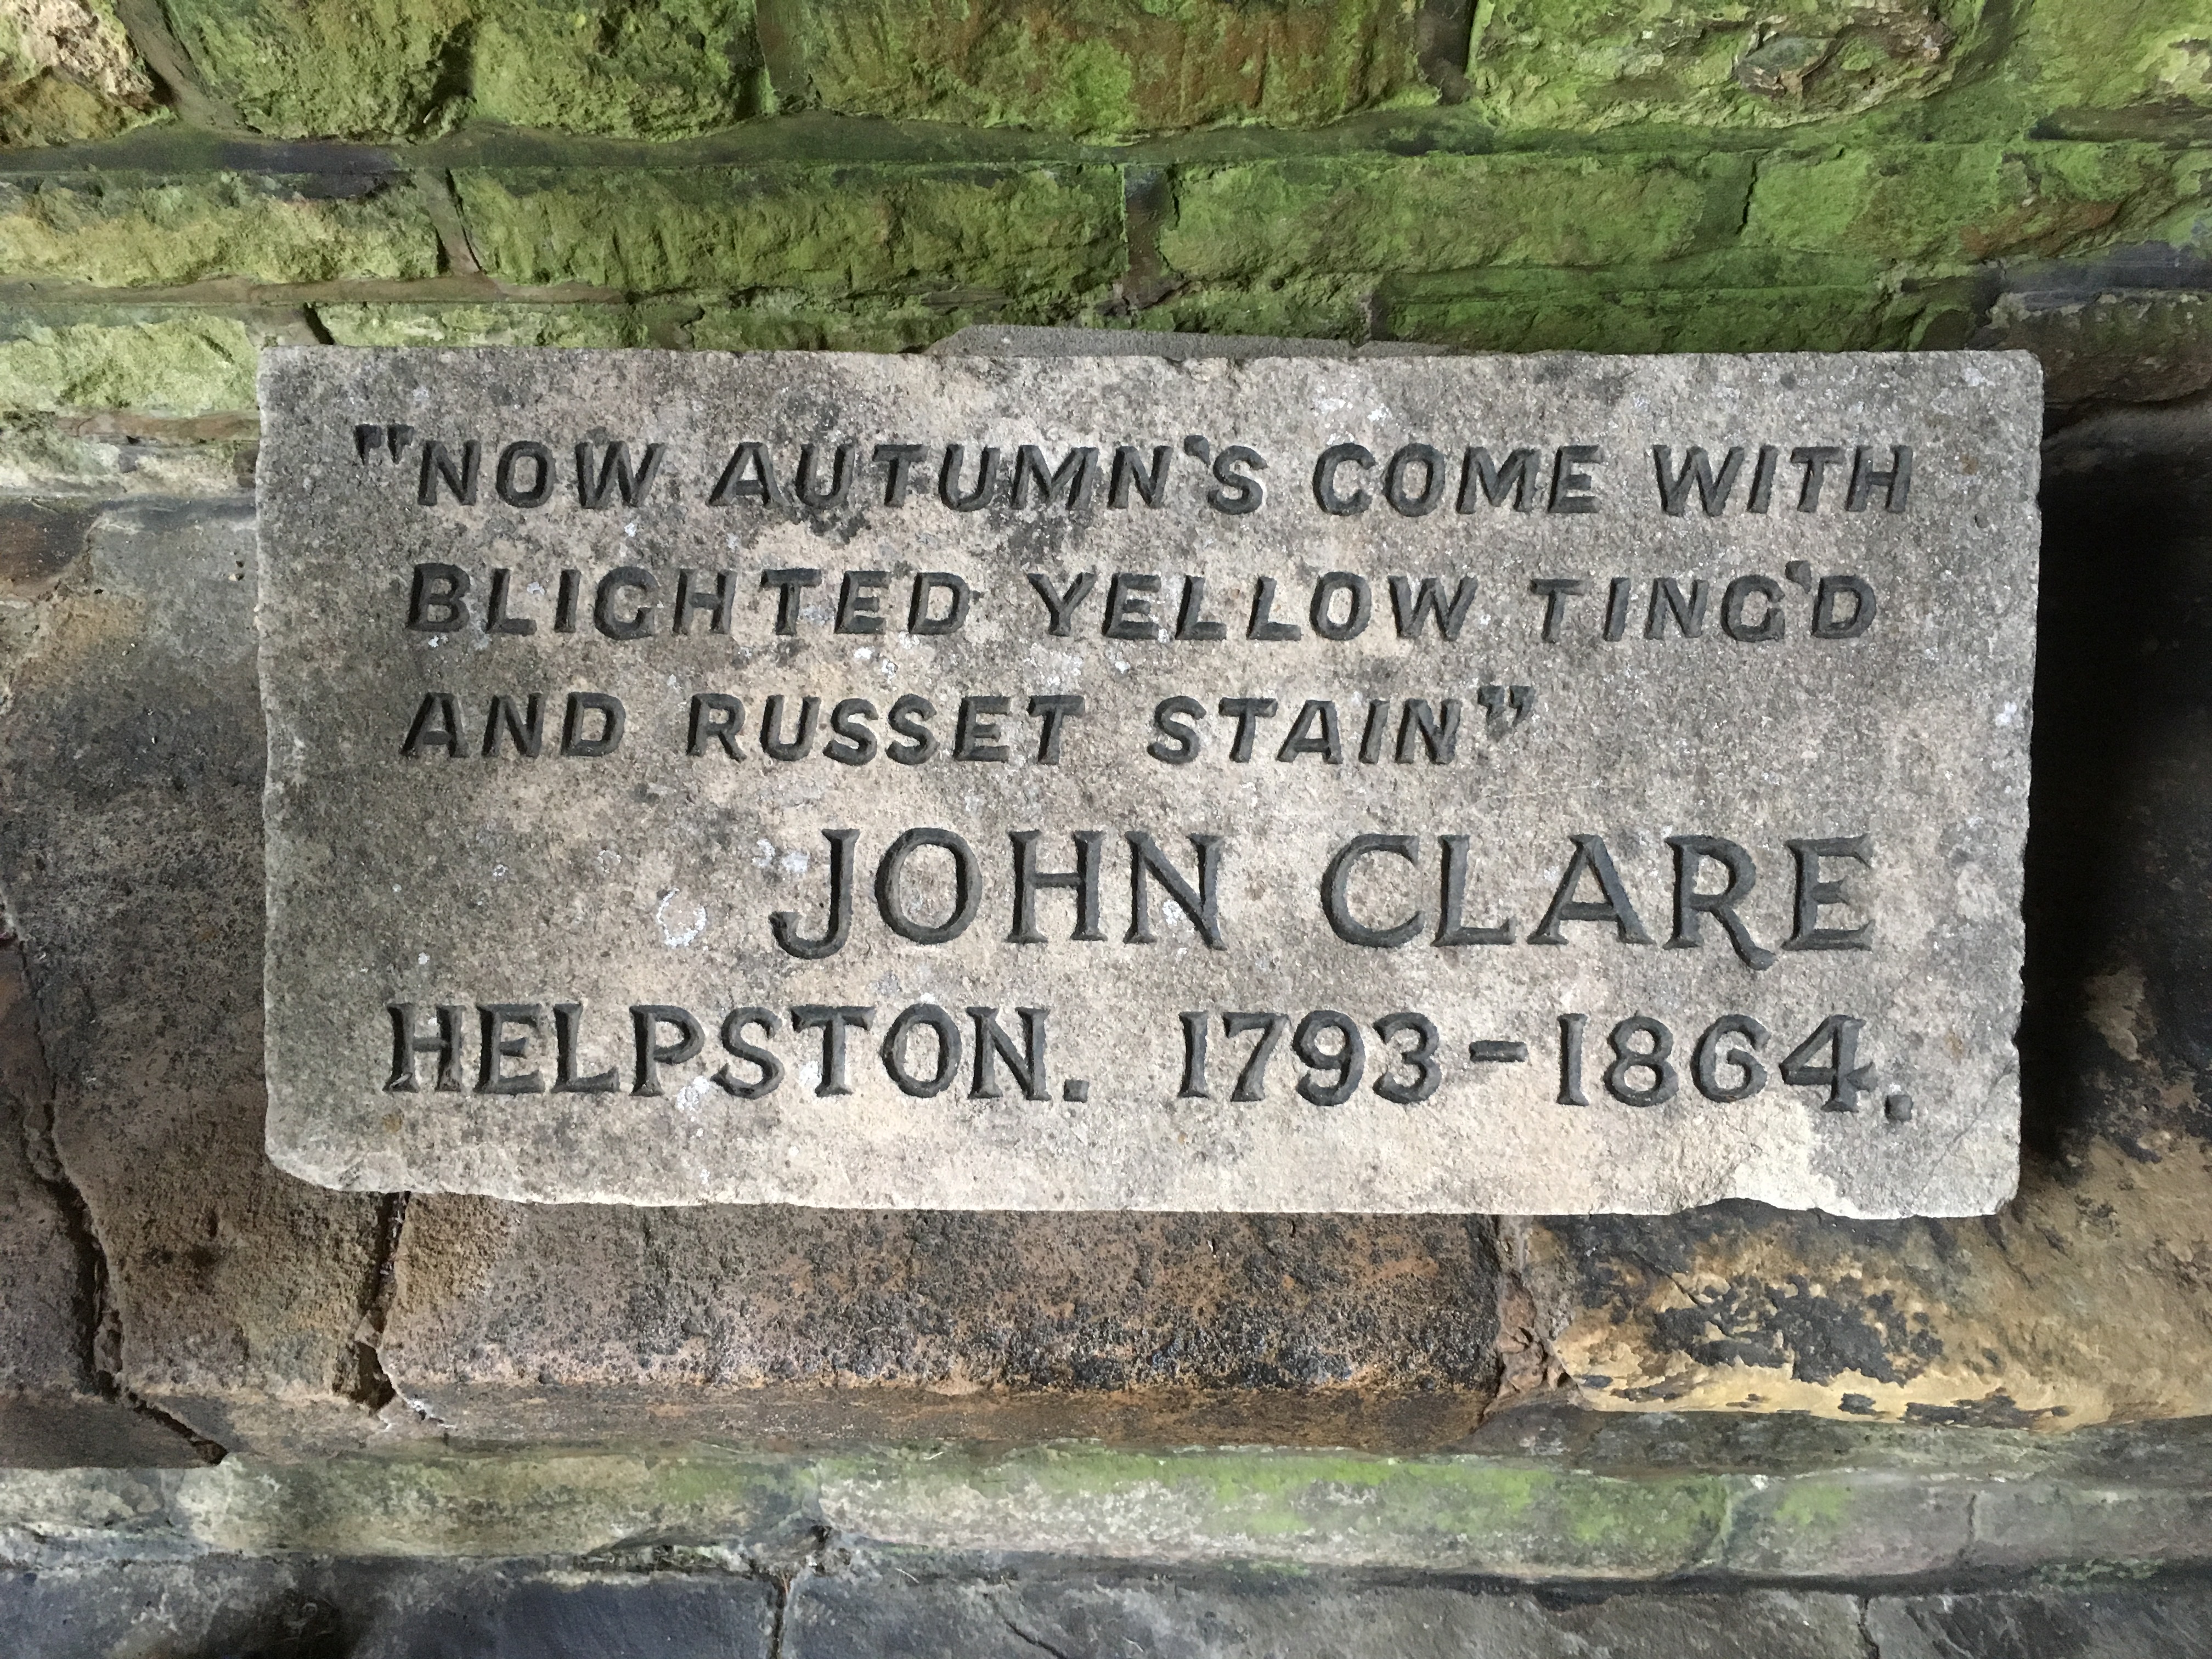 "NOW AUTUMN'S COME WITH
BLIGHTED YELLOW TING'D
AND RUSSET STAIN"
JOHN CLARE
HELPSTON. 1793-1864.